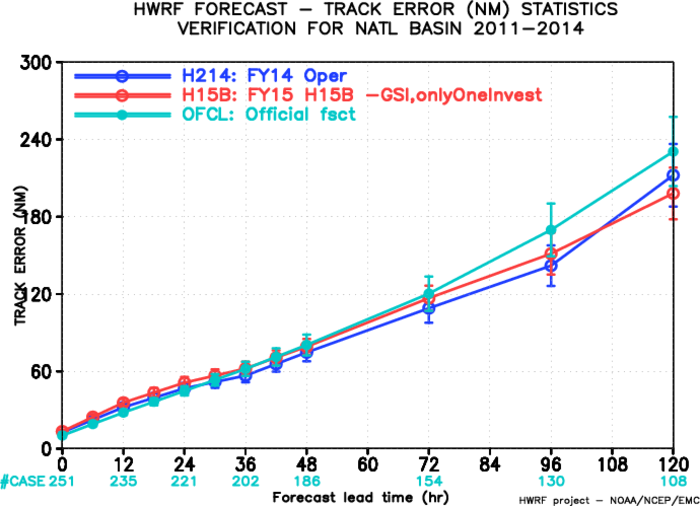 HWRF FORECAST – TRACK ERROR (NM) STATISTICS
VERIFICATION FOR NATL BASIN 2011–2014
H214: FY14 Oper
H15B: FY15 H15B –GSI,onlyOneInvest
OFCL: Official fsct
TRACK ERROR (NM)
300
240
180
120
60
0
0 12 24 36 48 60 72 84 96 108 120
#CASE 251 235 221 202 186 154 130 108
Forecast lead time (hr)
HWRF project – NOAA/NCEP/EMC